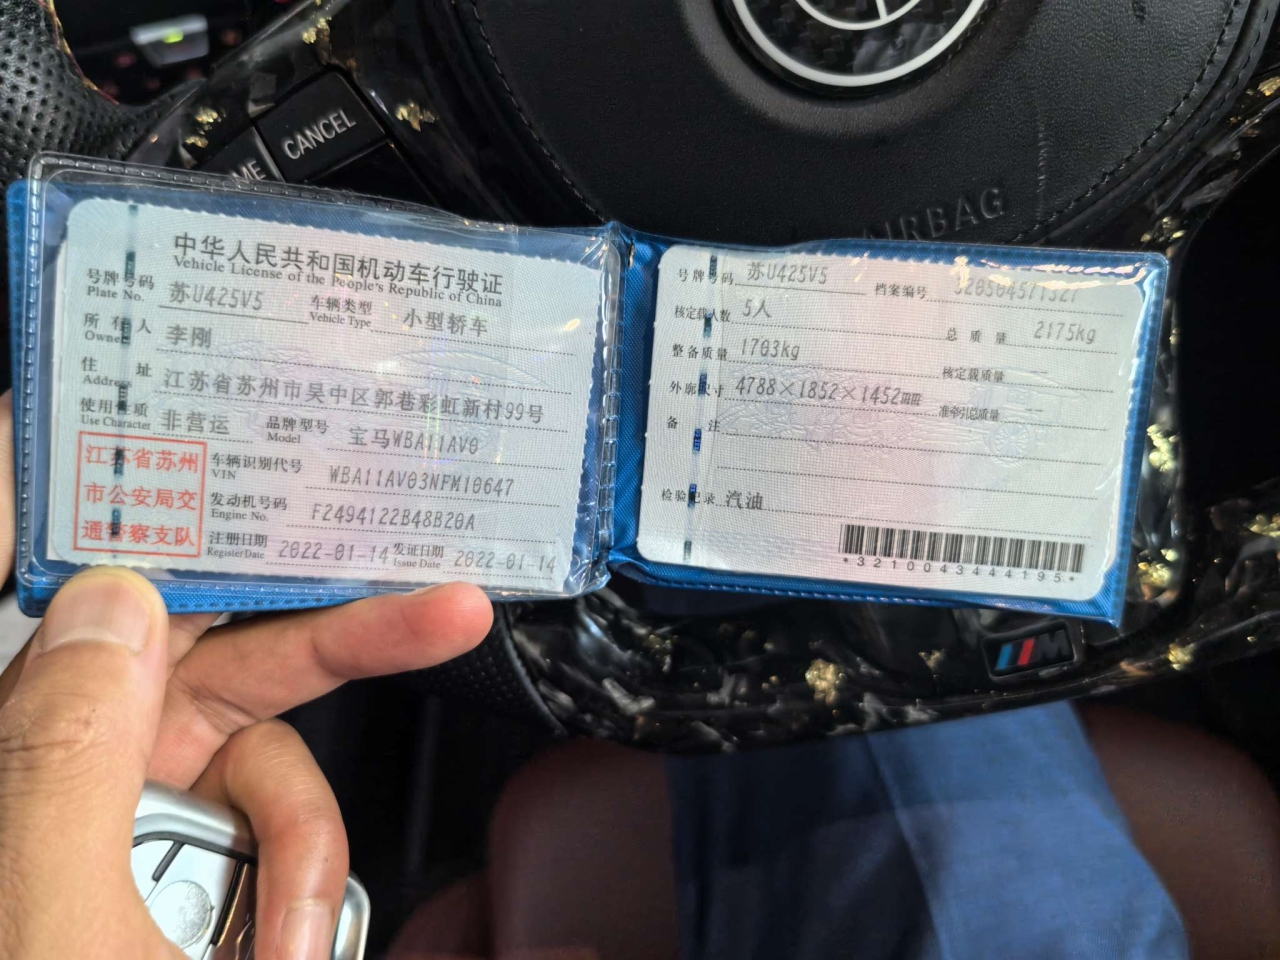 CANCEL
AIRBAG
中华人民共和国机动车行驶证
Vehicle License of the People's Republic of China
号牌号码 苏U425V5 车辆类型 小型轿车
Plate No. Vehicle Type
所有人 李刚
Owner
住址 江苏省苏州市吴中区郭巷彩虹新村99号
Address
使用性质 非营运 品牌型号 宝马WBA11AV0
Use Character Model
江苏省苏州
市公安局交
通警察支队
车辆识别代号 WBA11AV03NFM10647
VIN
发动机号码 F2494122B48B20A
Engine No.
注册日期 2022-01-14 发证日期 2022-01-14
Register Date Issue Date
号牌号码 苏U425V5 档案编号
核定载人数 5人 总质量 2175kg
整备质量 1703kg 核定载质量 --
外廓尺寸 4788×1852×1452mm 准牵引总质量 --
备注
检验记录 汽油
*3210043444195*
M